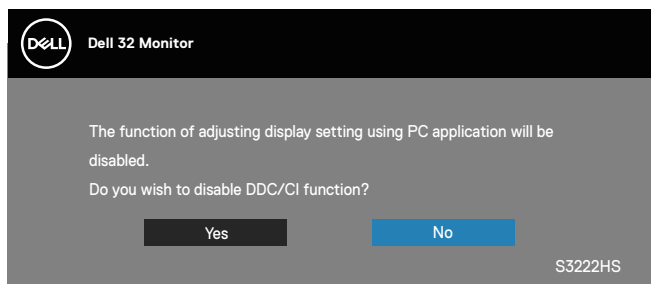 DELL
Dell 32 Monitor
The function of adjusting display setting using PC application will be
disabled.
Do you wish to disable DDC/CI function?
Yes
No
S3222HS